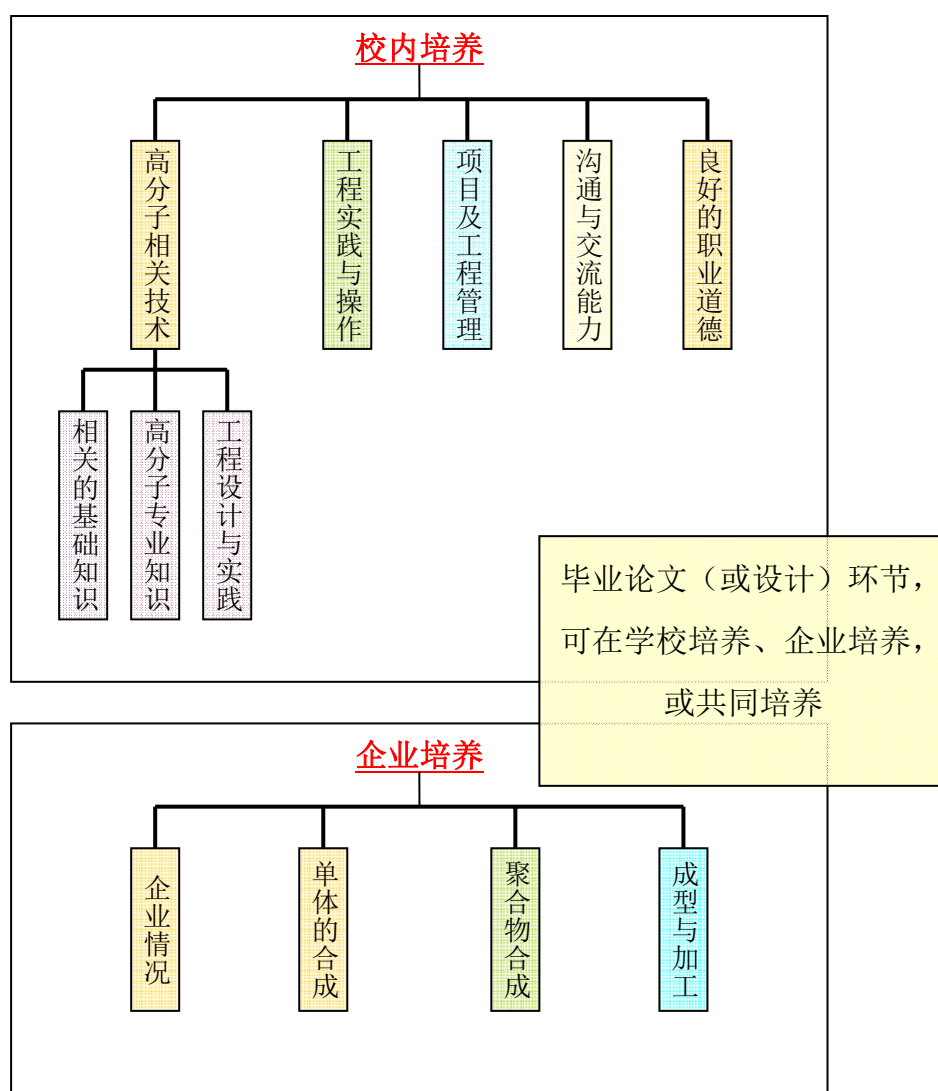 校内培养
高分子相关技术
工程实践与操作
项目及工程管理
沟通与交流能力
良好的职业道德
相关的基础知识
高分子专业知识
工程设计与实践
毕业论文（或设计）环节，
可在学校培养、企业培养，
或共同培养
企业培养
企业情况
单体的合成
聚合物合成
成型与加工